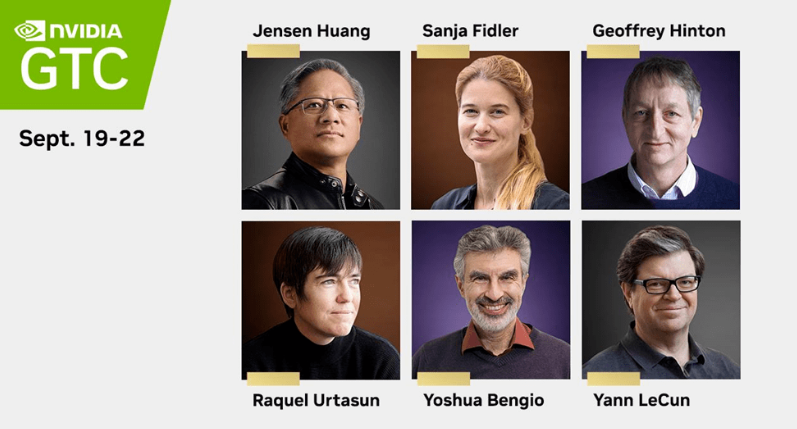 NVIDIA
GTC
Sept. 19-22
Jensen Huang
Sanja Fidler
Geoffrey Hinton
Raquel Urtasun
Yoshua Bengio
Yann LeCun